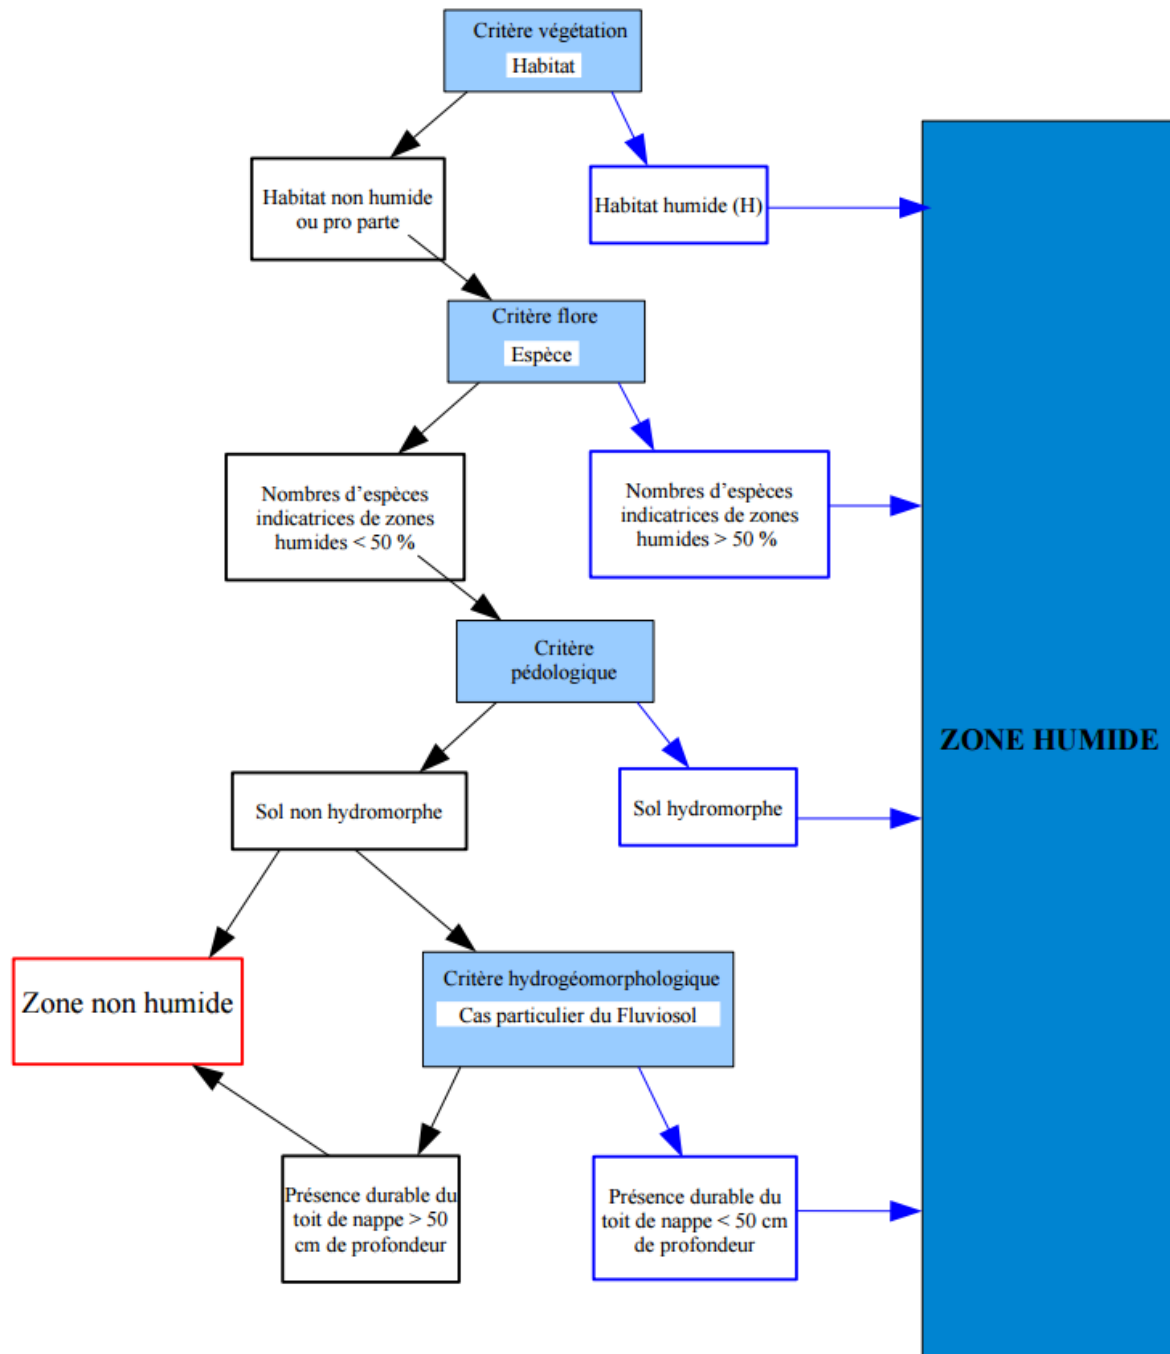 Critère végétation
Habitat
Habitat non humide
ou pro parte
Habitat humide (H)
Critère flore
Espèce
Nombres d’espèces
indicatrices de zones
humides < 50 %
Nombres d’espèces
indicatrices de zones
humides > 50 %
Critère
pédologique
ZONE HUMIDE
Sol non hydromorphe
Sol hydromorphe
Zone non humide
Critère hydrogéomorphologique
Cas particulier du Fluviosol
Présence durable du
toit de nappe > 50
cm de profondeur
Présence durable du
toit de nappe < 50 cm
de profondeur